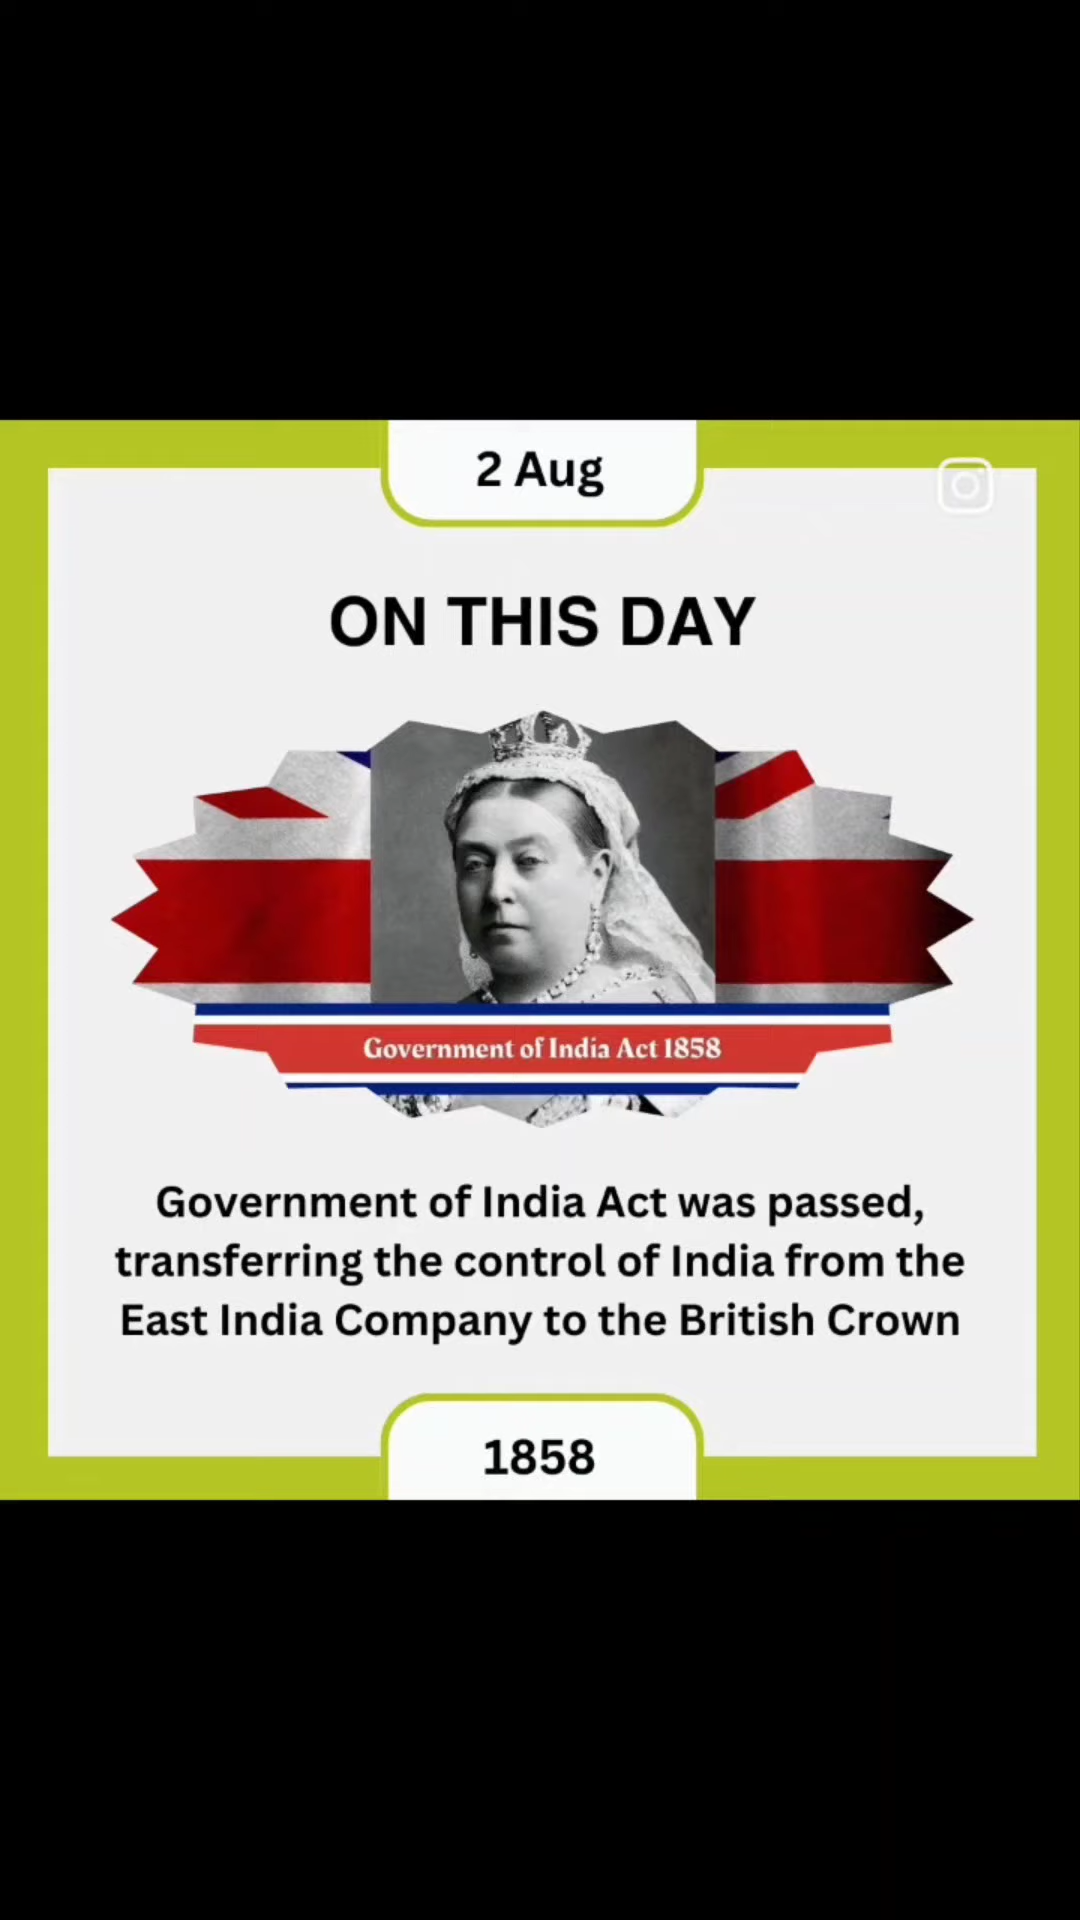 2 Aug
ON THIS DAY
Government of India Act 1858
Government of India Act was passed,
transferring the control of India from the
East India Company to the British Crown
1858